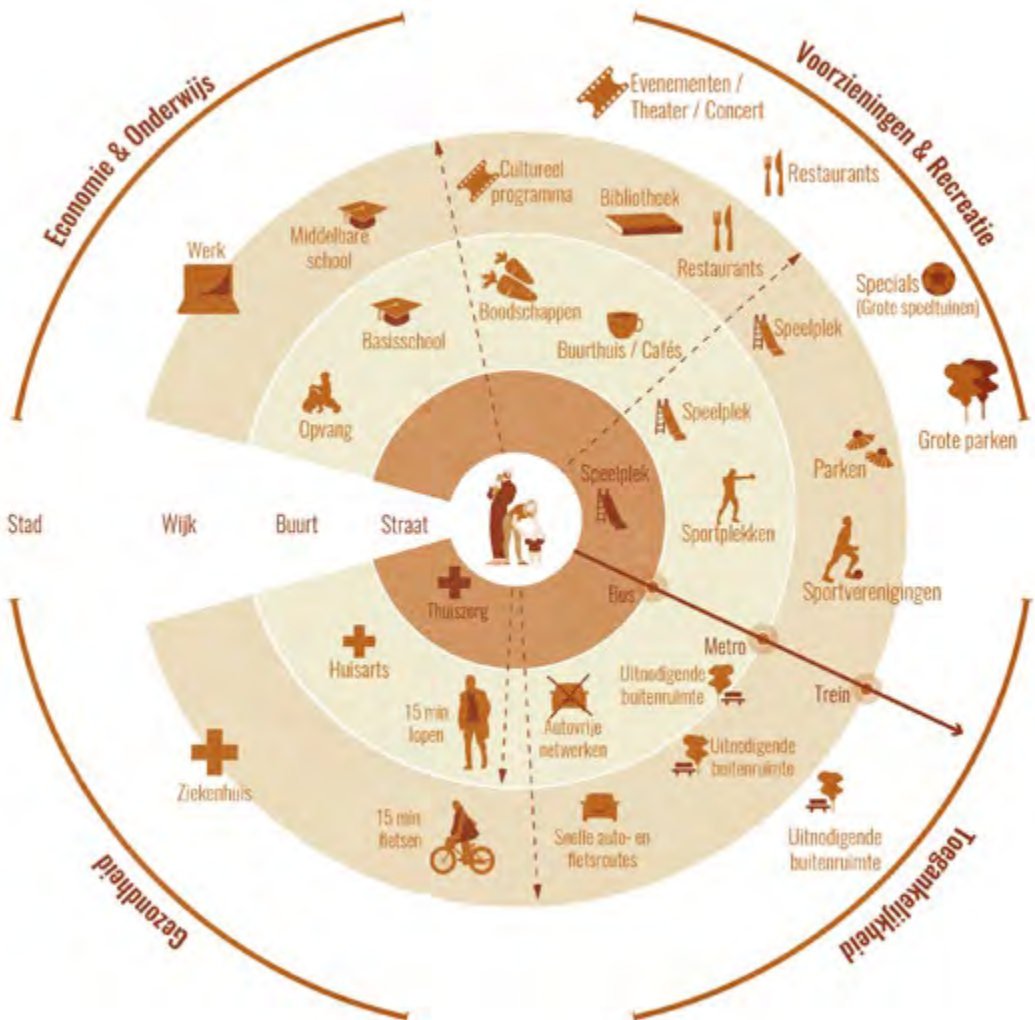 Economie & Onderwijs
Voorzieningen & Recreatie
Evenementen /
Theater / Concert
Restaurants
Cultureel
programma
Bibliotheek
Restaurants
Middelbare
school
Werk
Specials
(Grote speeltuinen)
Boodschappen
Basisschool
Buurthuis / Cafés
Speelplek
Opvang
Speelplek
Grote parken
Parken
Speelplek
Stad
Wijk
Buurt
Straat
Sportplekken
Sportverenigingen
Thuiszorg
Bus
Metro
Trein
Huisarts
Uitnodigende
buitenruimte
15 min
lopen
Autovrije
netwerken
Uitnodigende
buitenruimte
Ziekenhuis
15 min
fietsen
Snelle auto- en
fietsroutes
Uitnodigende
buitenruimte
Gezondheid
Toegankelijkheid